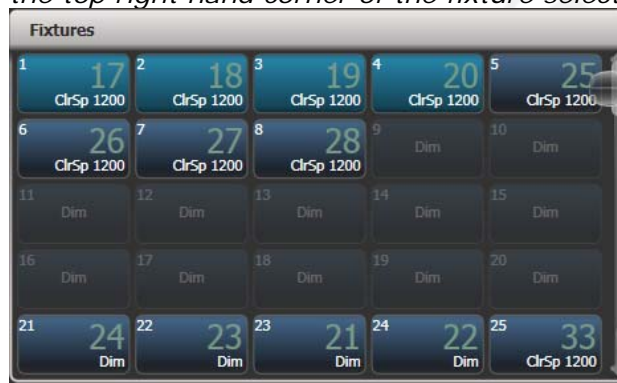 the top right hand corner of the fixture select
Fixtures
1 17 2 18 3 19 4 20 5 25
ClrSp 1200 ClrSp 1200 ClrSp 1200 ClrSp 1200 ClrSp 1200
6 26 7 27 8 28 9 10
ClrSp 1200 ClrSp 1200 ClrSp 1200 Dim Dim
11 12 13 14 15
Dim Dim Dim Dim Dim
16 17 18 19 20
Dim Dim Dim Dim Dim
21 24 22 23 23 21 24 22 25 33
Dim Dim Dim Dim ClrSp 1200